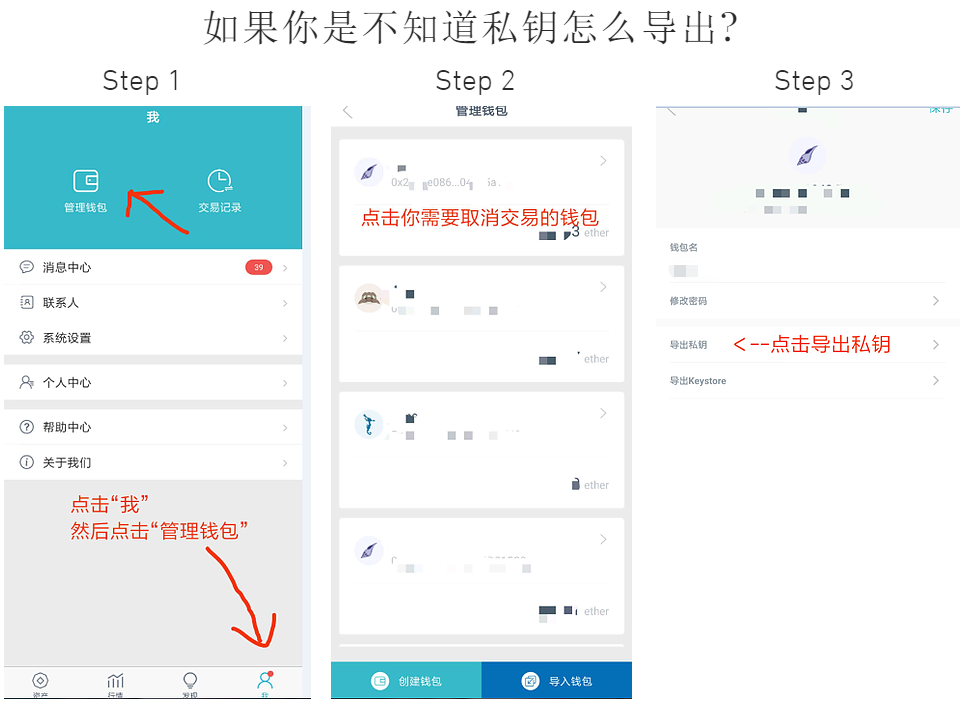 如果你是不知道私钥怎么导出?
Step 1
Step 2
Step 3
我
管理钱包
交易记录
消息中心
39
联系人
系统设置
个人中心
帮助中心
关于我们
点击“我”
然后点击“管理钱包”
资产
行情
发现
我
管理钱包
点击你需要取消交易的钱包
3 ether
ether
ether
ether
创建钱包
导入钱包
保存
钱包名
修改密码
导出私钥
<--点击导出私钥
导出Keystore